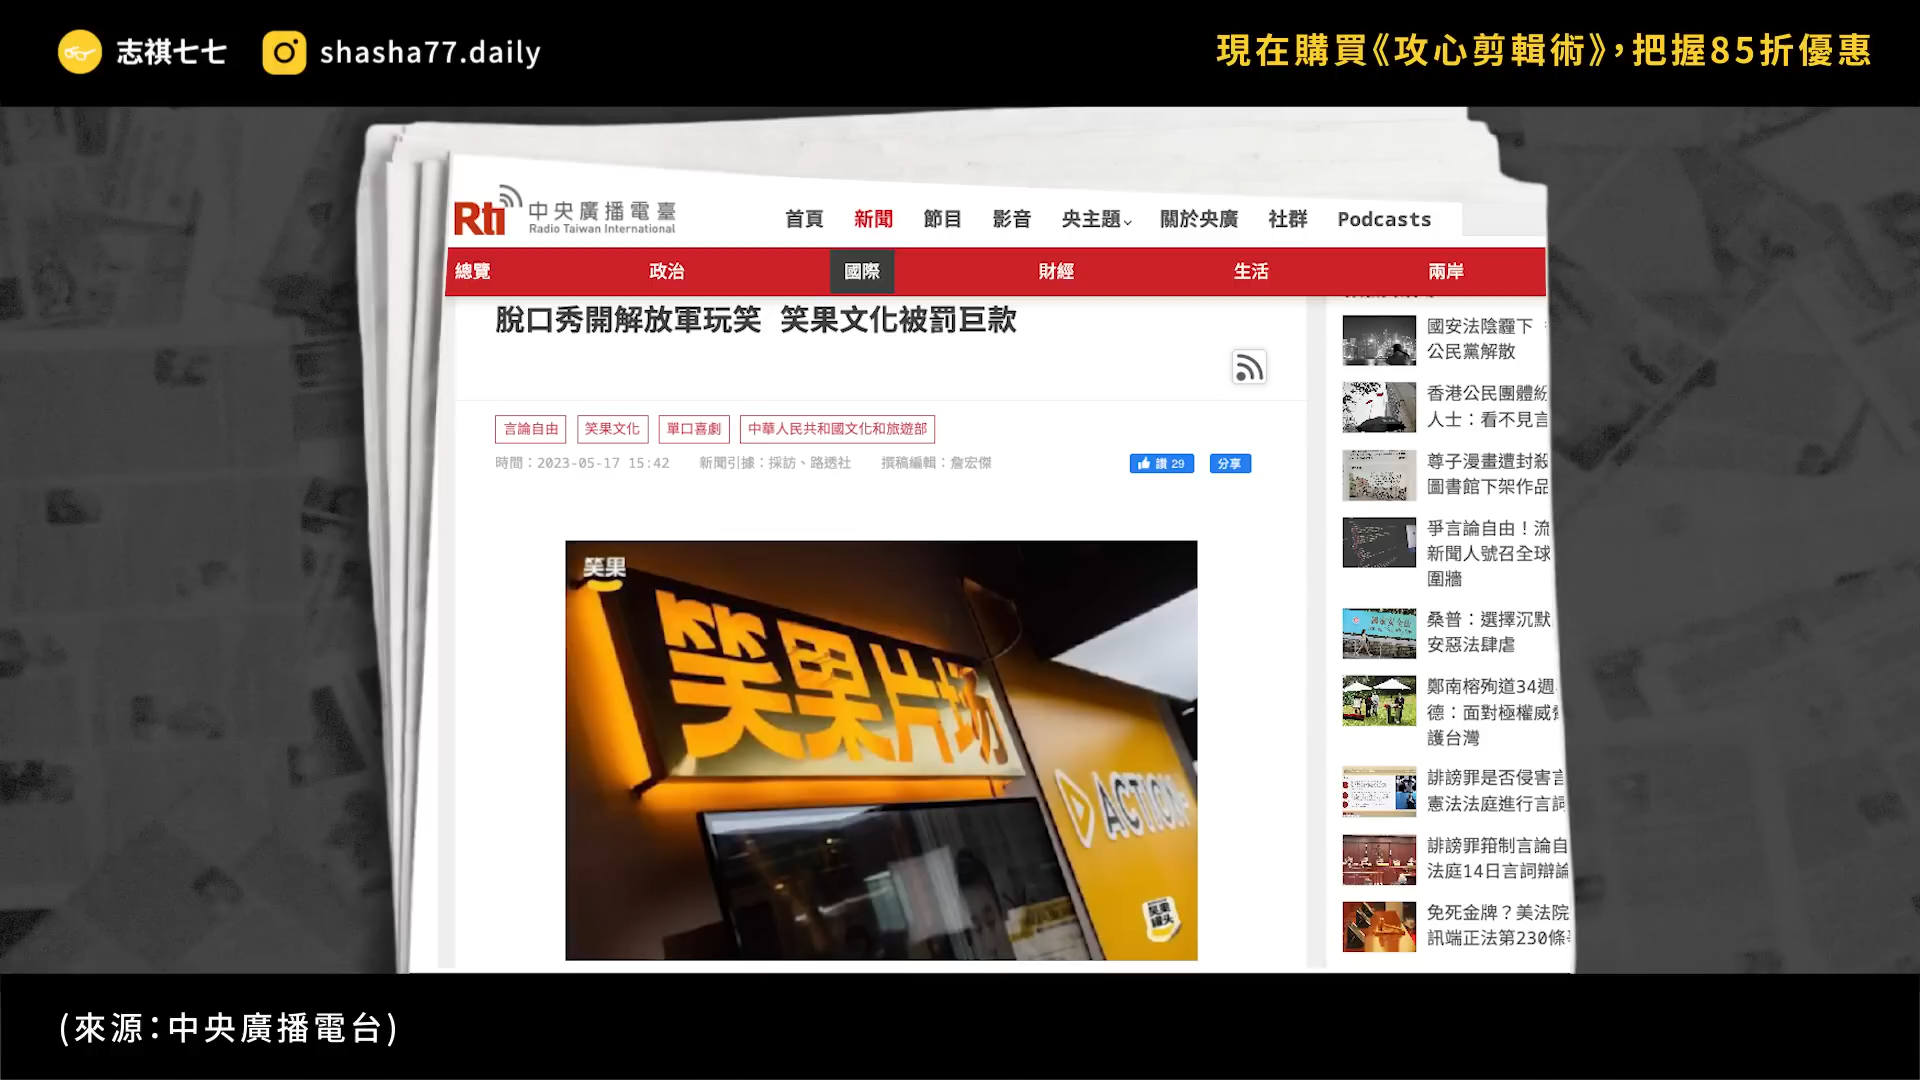 志祺七七
shasha77.daily
現在購買《攻心剪輯術》，把握85折優惠
Rti 中央廣播電臺
Radio Taiwan International
首頁 新聞 節目 影音 央主題 關於央廣 社群 Podcasts
總覽 政治 國際 財經 生活 兩岸
脫口秀開解放軍玩笑 笑果文化被罰巨款
言論自由 笑果文化 單口喜劇 中華人民共和國文化和旅遊部
時間：2023-05-17 15:42 新聞引據：採訪、路透社 撰稿編輯：詹宏傑
讚 29 分享
笑果
笑果片场
ACTION
笑果
罐头
國安法陰霾下
公民黨解散
香港公民團體紛
人士：看不見言
尊子漫畫遭封殺
圖書館下架作品
爭言論自由！流
新聞人號召全球
圍牆
桑普：選擇沉默
安惡法肆虐
鄭南榕殉道34週
德：面對極權威脅
護台灣
誹謗罪是否侵害言
憲法法庭進行言詞
誹謗罪箝制言論自
法庭14日言詞辯論
免死金牌？美法院
訊端正法第230條
(來源：中央廣播電台)